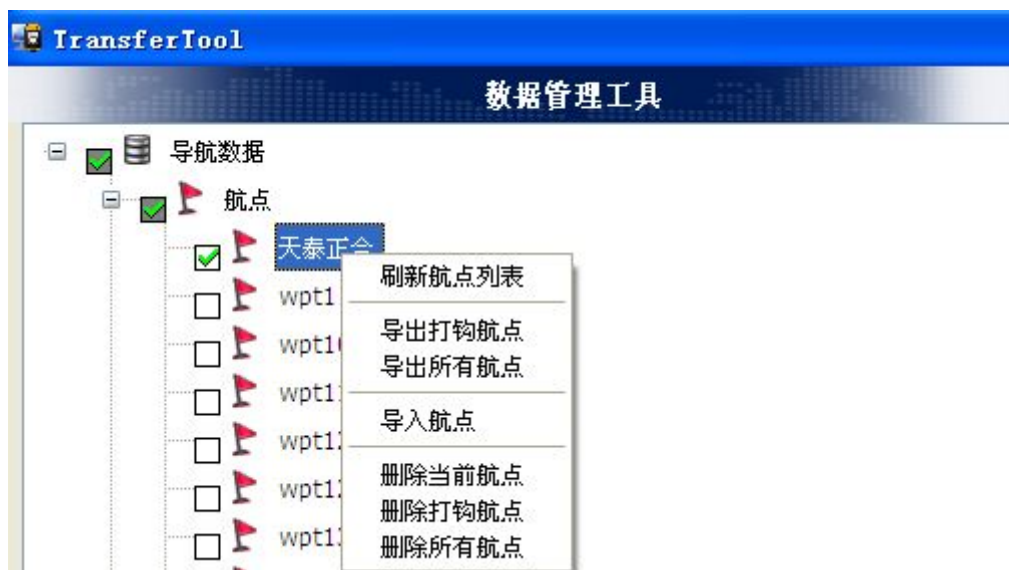 TransferTool
数据管理工具
导航数据
航点
天泰正合
wpt1
刷新航点列表
导出打钩航点
导出所有航点
导入航点
删除当前航点
删除打钩航点
删除所有航点